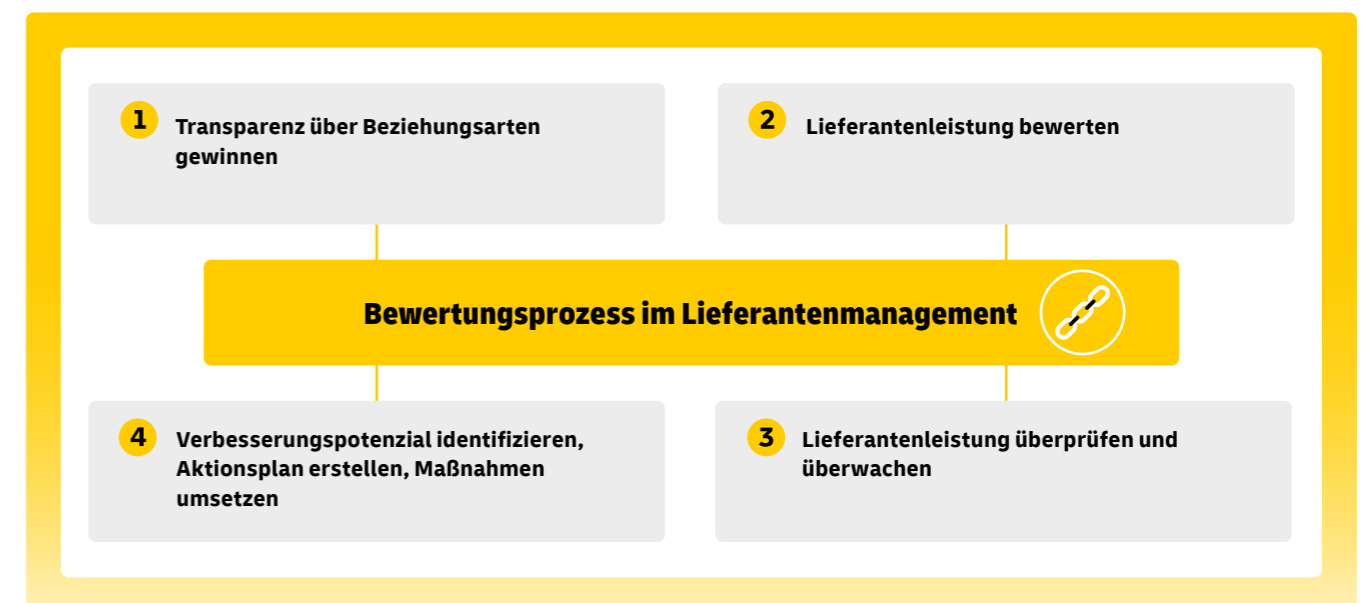 1
Transparenz über Beziehungsarten
gewinnen
2
Lieferantenleistung bewerten
Bewertungsprozess im Lieferantenmanagement
4
Verbesserungspotenzial identifizieren,
Aktionsplan erstellen, Maßnahmen
umsetzen
3
Lieferantenleistung überprüfen und
überwachen